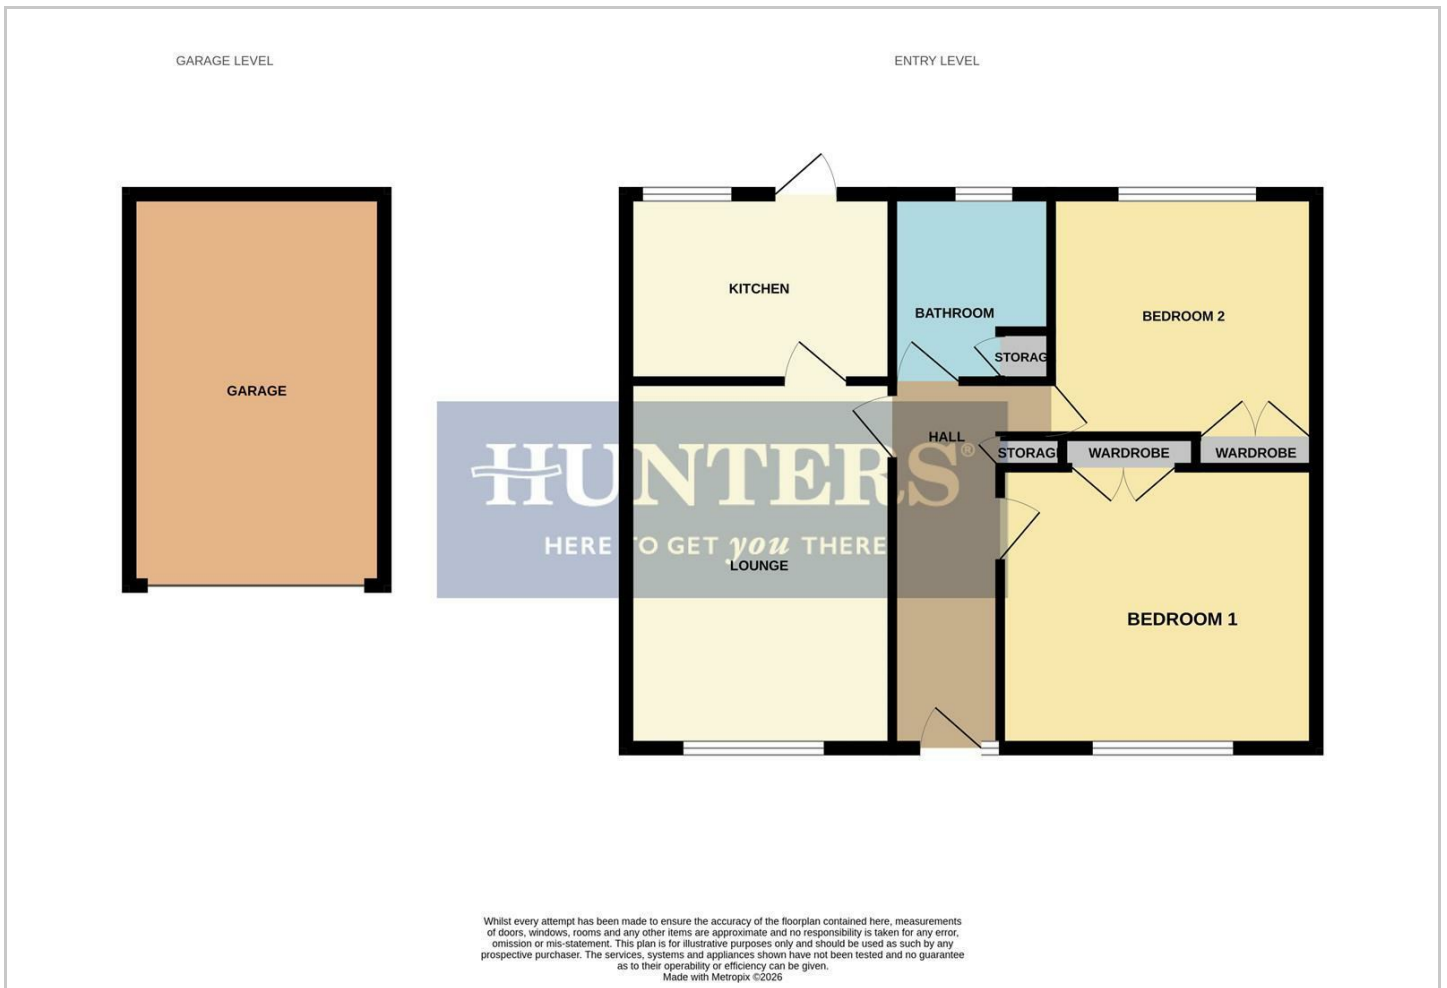 GARAGE LEVEL
ENTRY LEVEL
KITCHEN
BATHROOM
BEDROOM 2
STORAG
GARAGE
HALL
STORAGE
WARDROBE
WARDROBE
HUNTERS®
HERE TO GET you THERE
LOUNGE
BEDROOM 1
Whilst every attempt has been made to ensure the accuracy of the floorplan contained here, measurements
of doors, windows, rooms and any other items are approximate and no responsibility is taken for any error,
omission or mis-statement. This plan is for illustrative purposes only and should be used as such by any
prospective purchaser. The services, systems and appliances shown have not been tested and no guarantee
as to their operability or efficiency can be given.
Made with Metropix ©2026